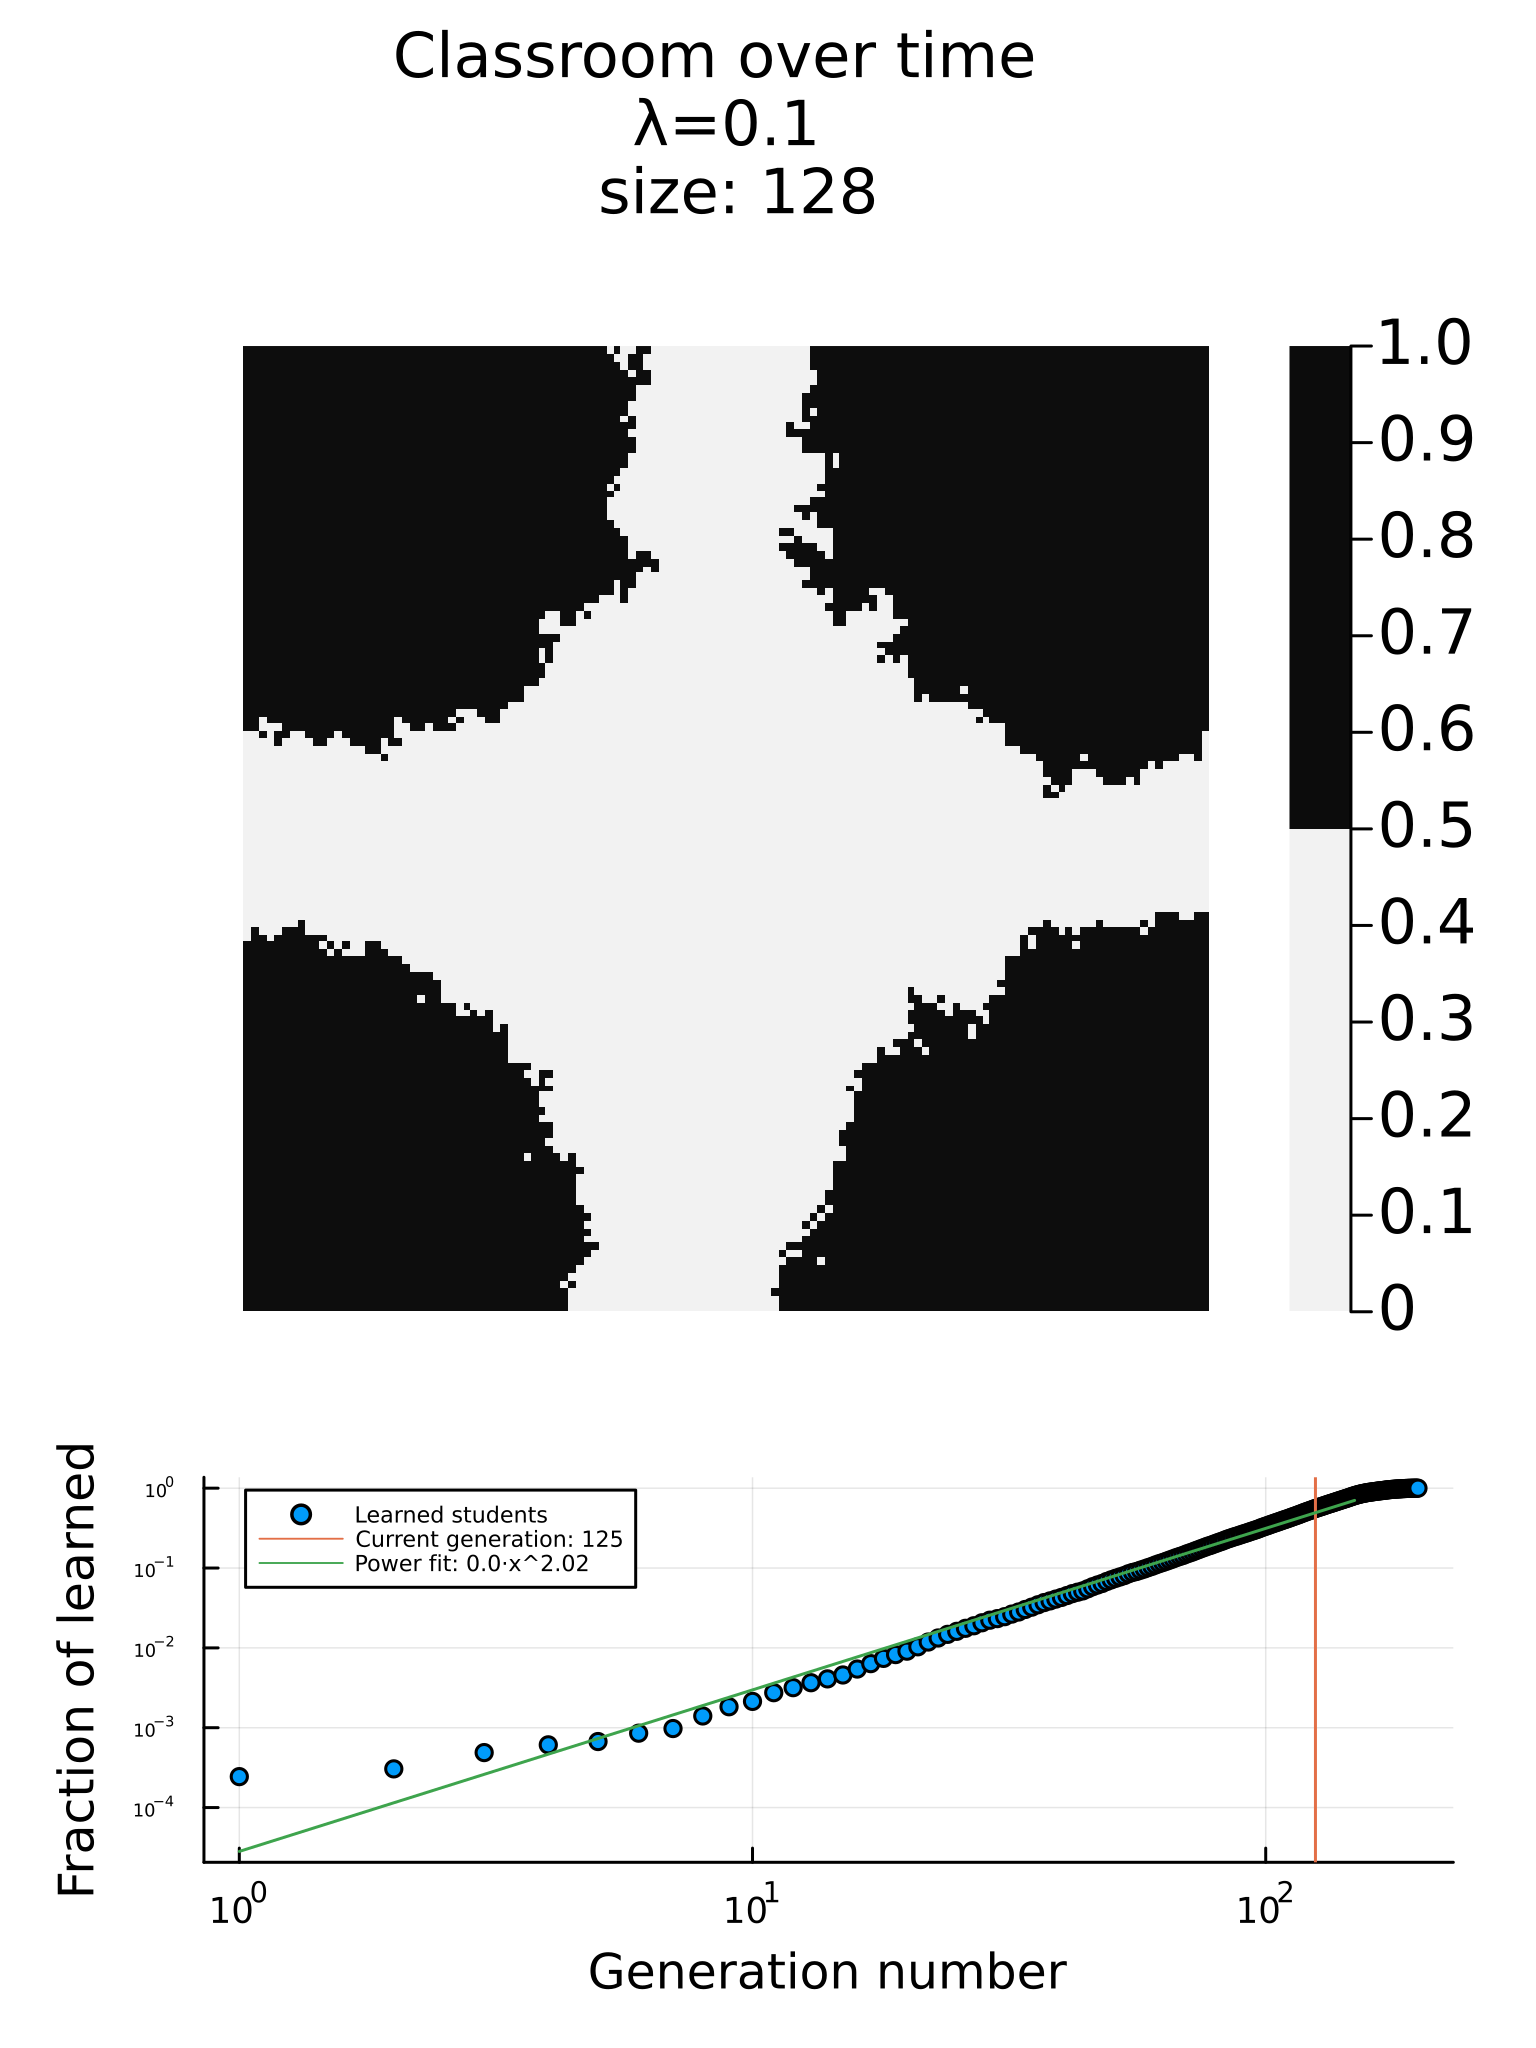 Classroom over time
λ=0.1
size: 128
1.0
0.9
0.8
0.7
0.6
0.5
0.4
0.3
0.2
0.1
0
Fraction of learned
10^0
10^-1
10^-2
10^-3
10^-4
Learned students
Current generation: 125
Power fit: 0.0·x^2.02
10^0 10^1 10^2
Generation number